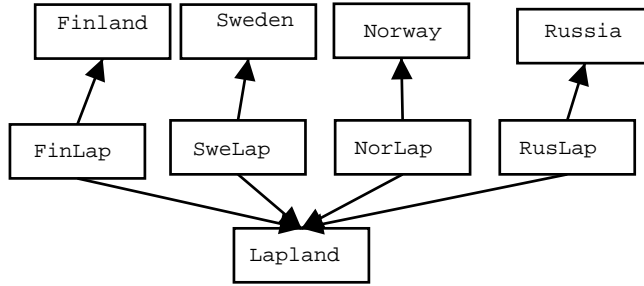 Finland
Sweden
Norway
Russia
FinLap
SweLap
NorLap
RusLap
Lapland